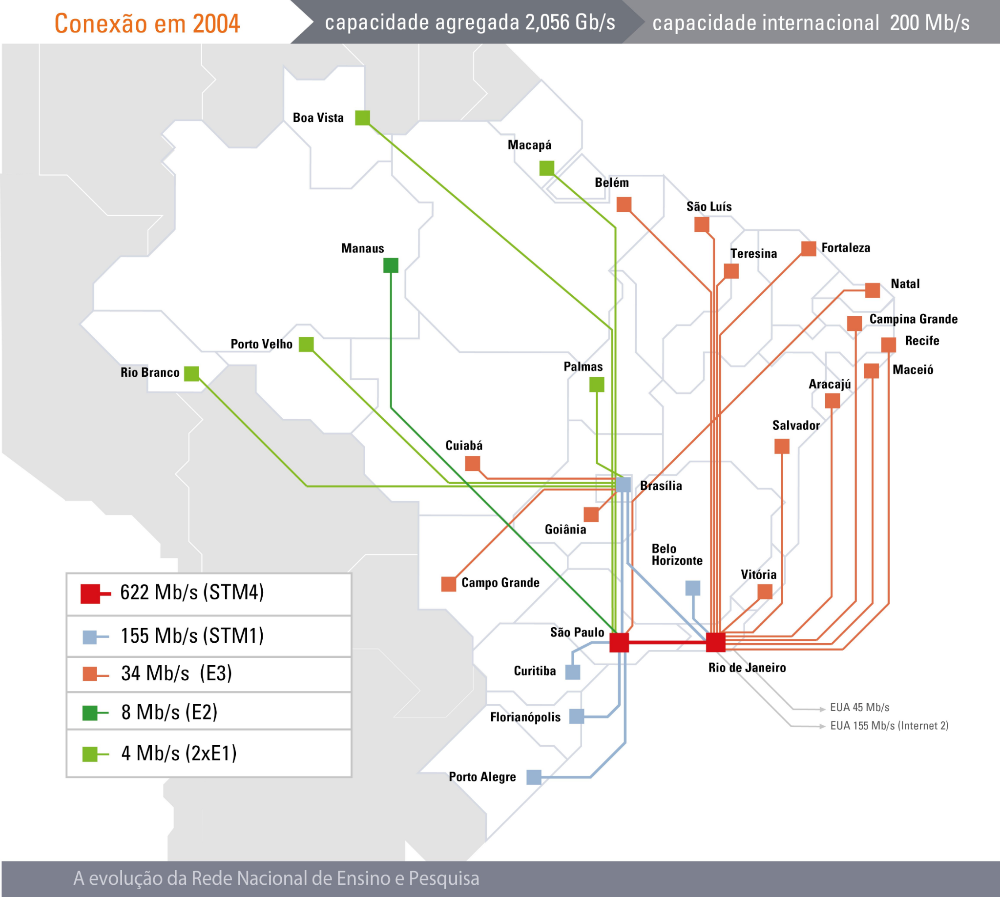 Conexão em 2004
capacidade agregada 2,056 Gb/s
capacidade internacional 200 Mb/s
Boa Vista
Macapá
Belém
São Luís
Manaus
Teresina
Fortaleza
Natal
Campina Grande
Recife
Porto Velho
Rio Branco
Palmas
Maceió
Aracajú
Salvador
Cuiabá
Brasília
Goiânia
Belo
Horizonte
Vitória
Campo Grande
São Paulo
Curitiba
Rio de Janeiro
Florianópolis
Porto Alegre
EUA 45 Mb/s
EUA 155 Mb/s (Internet 2)
622 Mb/s (STM4)
155 Mb/s (STM1)
34 Mb/s (E3)
8 Mb/s (E2)
4 Mb/s (2xE1)
A evolução da Rede Nacional de Ensino e Pesquisa